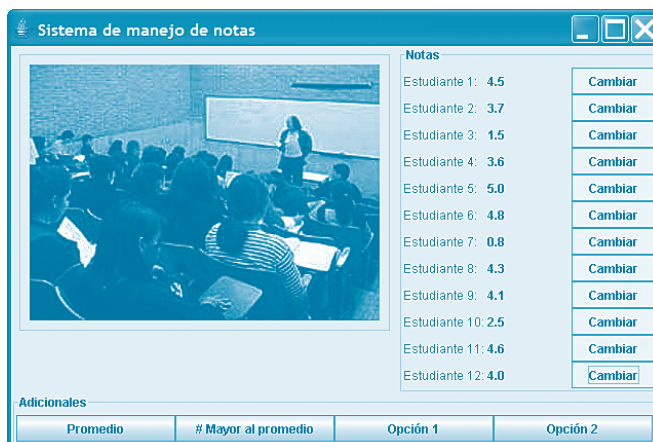 Sistema de manejo de notas
Notas
Estudiante 1: 4.5 Cambiar
Estudiante 2: 3.7 Cambiar
Estudiante 3: 1.5 Cambiar
Estudiante 4: 3.6 Cambiar
Estudiante 5: 5.0 Cambiar
Estudiante 6: 4.8 Cambiar
Estudiante 7: 0.8 Cambiar
Estudiante 8: 4.3 Cambiar
Estudiante 9: 4.1 Cambiar
Estudiante 10: 2.5 Cambiar
Estudiante 11: 4.6 Cambiar
Estudiante 12: 4.0 Cambiar
Adicionales
Promedio # Mayor al promedio Opción 1 Opción 2